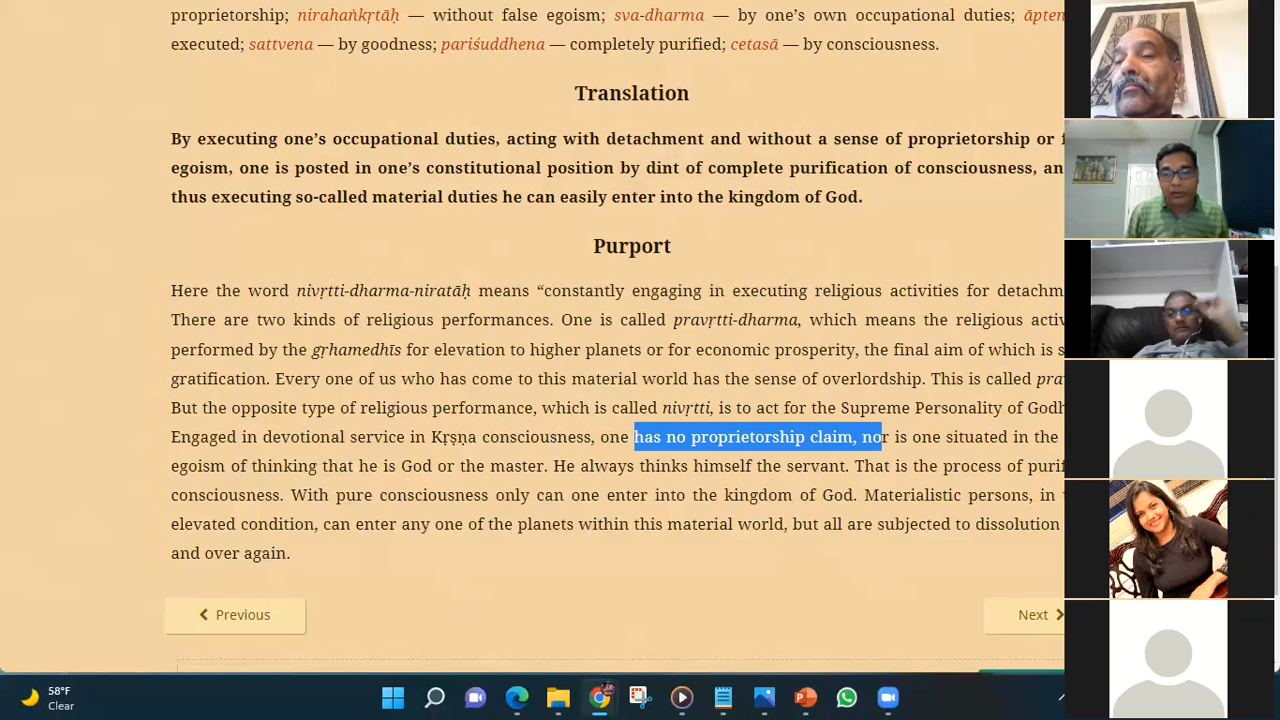 proprietorship; nirahaṅkṛtāḥ — without false egoism; sva-dharma — by one’s own occupational duties;
executed; sattvena — by goodness; pariśuddhena — completely purified; cetasā — by consciousness.
Translation
By executing one’s occupational duties, acting with detachment and without a sense of proprietorship or
egoism, one is posted in one’s constitutional position by dint of complete purification of consciousness,
thus executing so-called material duties he can easily enter into the kingdom of God.
Purport
Here the word nivṛtti-dharma-niratāḥ means “constantly engaging in executing religious activities for
There are two kinds of religious performances. One is called pravṛtti-dharma, which means the religious
performed by the gṛhamedhīs for elevation to higher planets or for economic prosperity, the final aim of which is
gratification. Every one of us who has come to this material world has the sense of overlordship. This is called
But the opposite type of religious performance, which is called nivṛtti, is to act for the Supreme Personality of
Engaged in devotional service in Kṛṣṇa consciousness, one has no proprietorship claim, nor is one situated in the
egoism of thinking that he is God or the master. He always thinks himself the servant. That is the process of
consciousness. With pure consciousness only can one enter into the kingdom of God. Materialistic persons, in
elevated condition, can enter any one of the planets within this material world, but all are subjected to dissolution
and over again.
Previous
Next
58°F
Clear